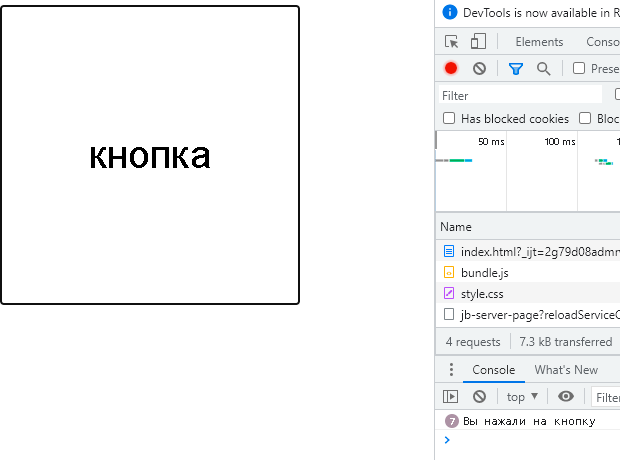 кнопка
DevTools is now available in R
Elements Conso
Prese
Filter
Has blocked cookies Bloc
50 ms 100 ms 1
Name
index.html?_ijt=2g79d08admr
bundle.js
style.css
jb-server-page?reloadServiceC
4 requests 7.3 kB transferred
Console What's New
top ▼ Filter
7 Вы нажали на кнопку